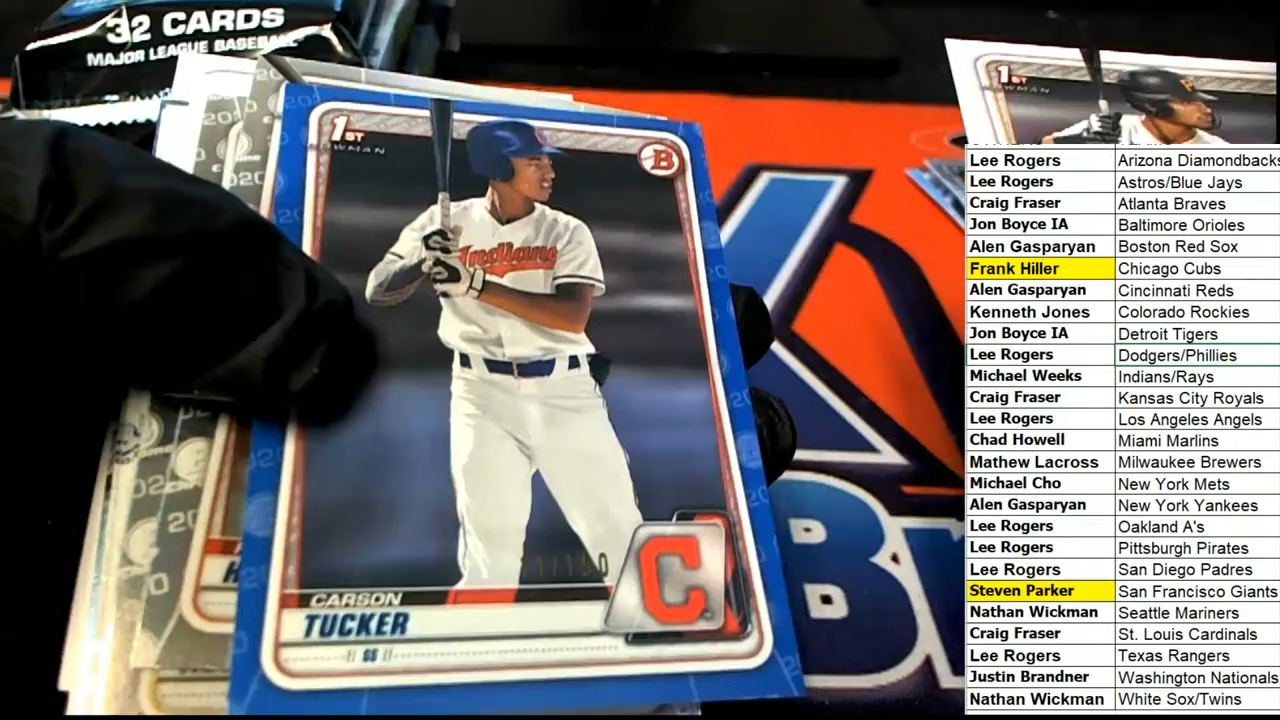 32 CARDS
MAJOR LEAGUE BASEBALL
1ST
BOWMAN
B
Indians
C
CARSON
TUCKER
SS
1ST
BOWMAN
P
Lee Rogers Arizona Diamondbacks
Lee Rogers Astros/Blue Jays
Craig Fraser Atlanta Braves
Jon Boyce IA Baltimore Orioles
Alen Gasparyan Boston Red Sox
Frank Hiller Chicago Cubs
Alen Gasparyan Cincinnati Reds
Kenneth Jones Colorado Rockies
Jon Boyce IA Detroit Tigers
Lee Rogers Dodgers/Phillies
Michael Weeks Indians/Rays
Craig Fraser Kansas City Royals
Lee Rogers Los Angeles Angels
Chad Howell Miami Marlins
Mathew Lacross Milwaukee Brewers
Michael Cho New York Mets
Alen Gasparyan New York Yankees
Lee Rogers Oakland A's
Lee Rogers Pittsburgh Pirates
Lee Rogers San Diego Padres
Steven Parker San Francisco Giants
Nathan Wickman Seattle Mariners
Craig Fraser St. Louis Cardinals
Lee Rogers Texas Rangers
Justin Brandner Washington Nationals
Nathan Wickman White Sox/Twins